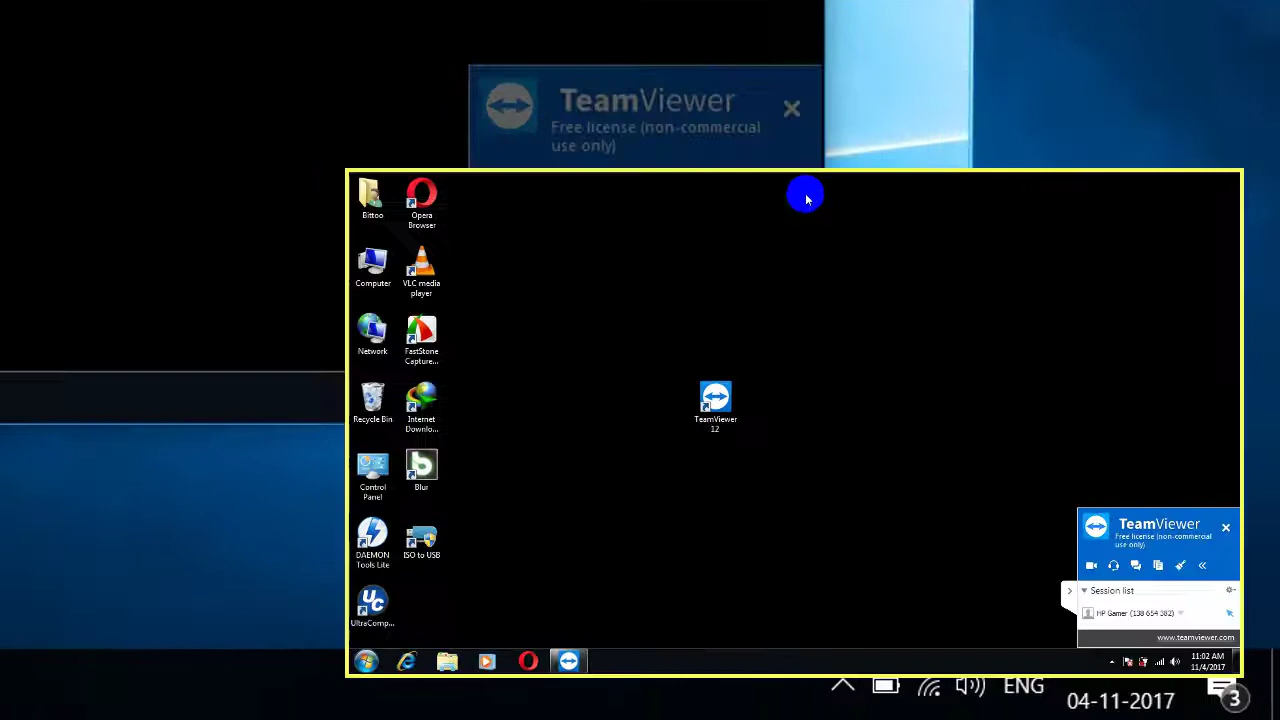 TeamViewer
Free license (non-commercial
use only)
Bittoo
Opera
Browser
Computer
VLC media
player
Network
FastStone
Capture...
Recycle Bin
Internet
Downlo...
TeamViewer
12
Control
Panel
Blur
DAEMON
Tools Lite
ISO to USB
UC
UltraComp...
TeamViewer
Free license (non-commercial
use only)
Session list
HP Gamer (138 654 382)
www.teamviewer.com
11:02 AM
11/4/2017
ENG
04-11-2017
3